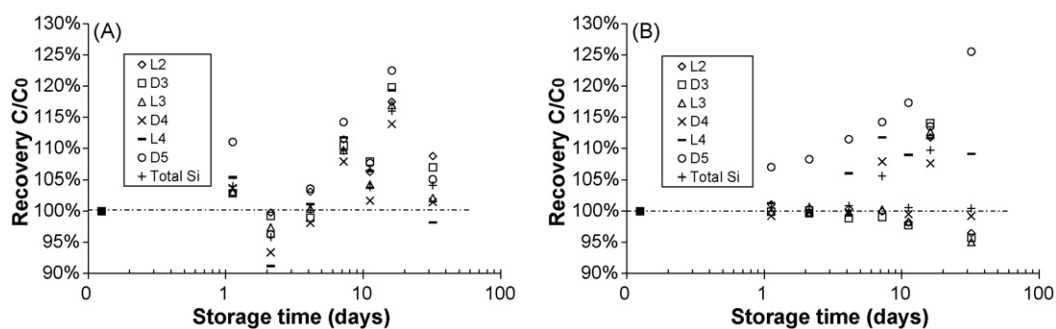 (A)
Recovery C/C0
130%
125%
120%
115%
110%
105%
100%
95%
90%
L2
D3
L3
D4
L4
D5
Total Si
0 1 10 100
Storage time (days)
(B)
Recovery C/C0
130%
125%
120%
115%
110%
105%
100%
95%
90%
L2
D3
L3
D4
L4
D5
Total Si
0 1 10 100
Storage time (days)